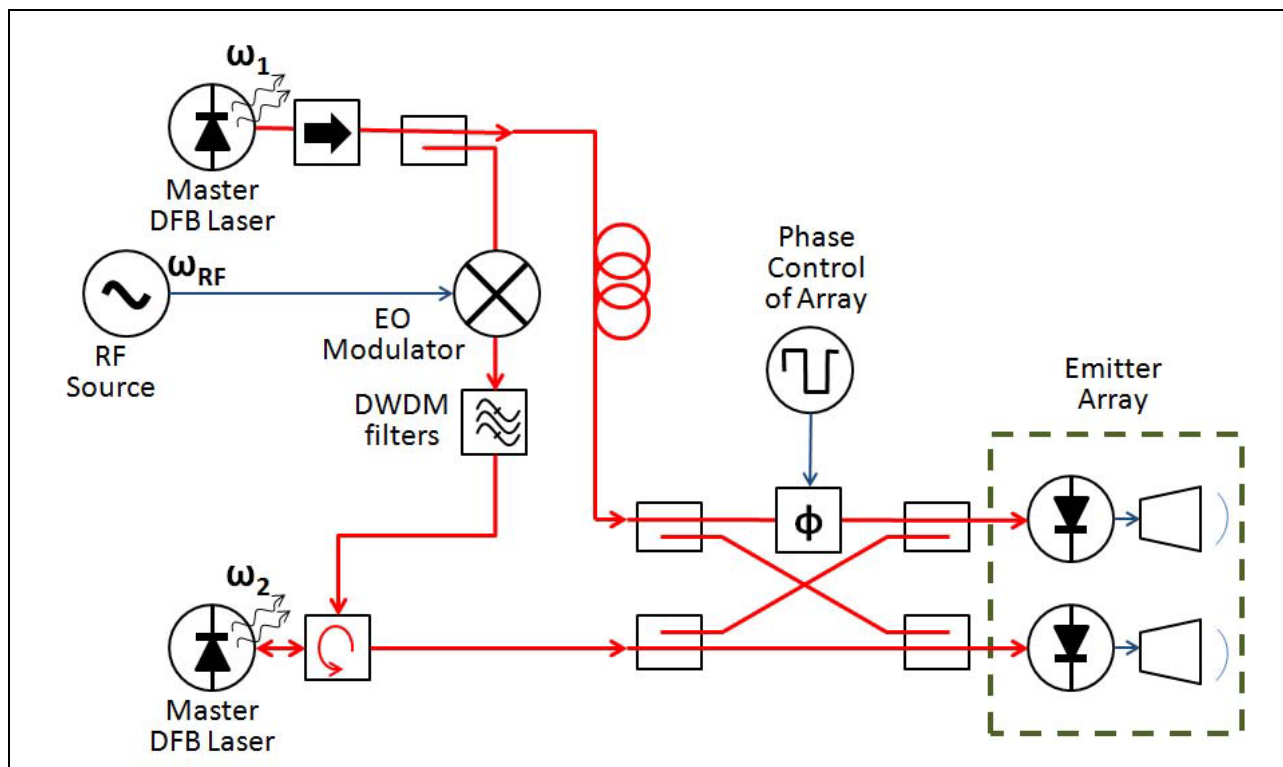 ω1
Master
DFB Laser
ωRF
RF
Source
EO
Modulator
DWDM
filters
Phase
Control
of Array
Φ
Emitter
Array
ω2
Master
DFB Laser